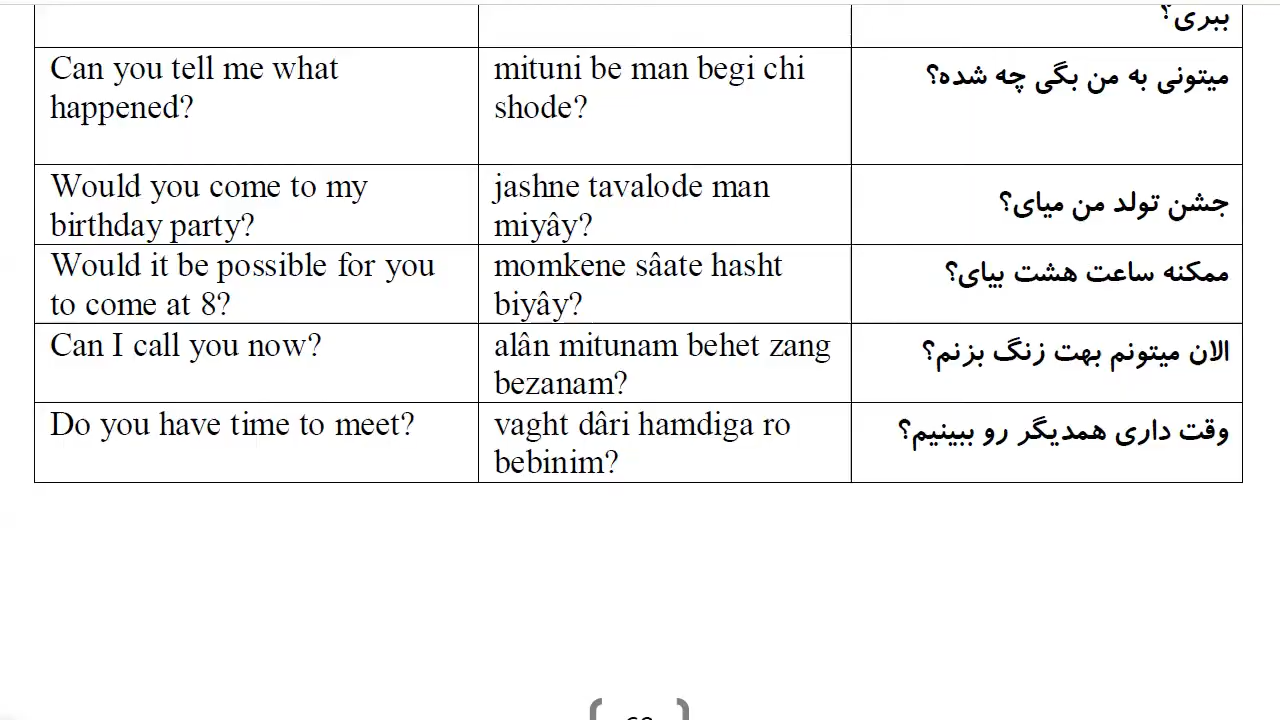 ببری؟
Can you tell me what
happened?
mituni be man begi chi
shode?
میتونی به من بگی چه شده؟
Would you come to my
birthday party?
jashne tavalode man
miyây?
جشن تولد من میای؟
Would it be possible for you
to come at 8?
momkene sâate hasht
biyây?
ممکنه ساعت هشت بیای؟
Can I call you now?
alân mitunam behet zang
bezanam?
الان میتونم بهت زنگ بزنم؟
Do you have time to meet?
vaght dâri hamdiga ro
bebinim?
وقت داری همدیگر رو ببینیم؟